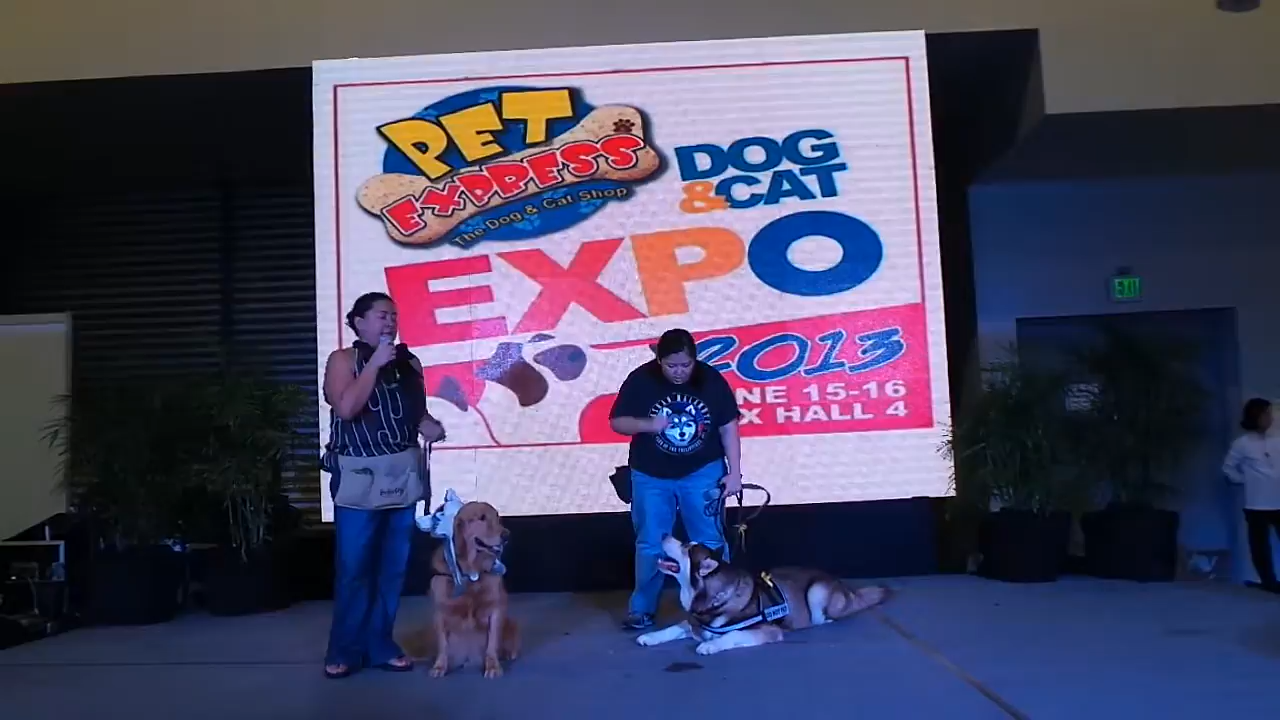 PET
EXPRESS
The Dog & Cat Shop
DOG
& CAT
EXPO
2013
NE 15-16
X HALL 4
EXIT